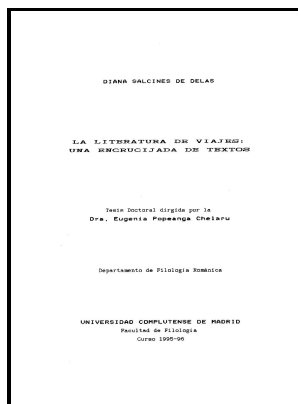 DIANA SALCINES DE DELAS
LA LITERATURA DE VIAJES:
UNA ENCRUCIJADA DE TEXTOS
Tesis Doctoral dirgida por la
Dra. Eugenia Popeanga Chelaru
Departamento de Filología Románica
UNIVERSIDAD COMPLUTENSE DE MADRID
Facultad de Filología
Curso 1995-96